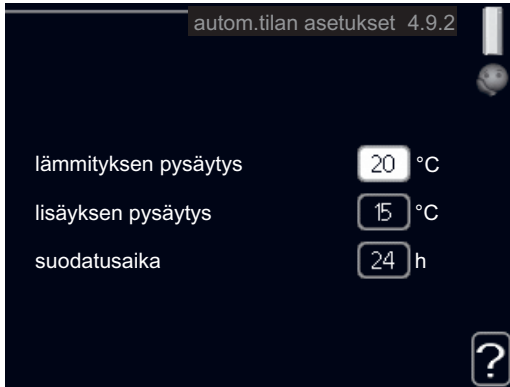 autom.tilan asetukset 4.9.2
lämmityksen pysäytys 20 °C
lisäyksen pysäytys 15 °C
suodatusaika 24 h
?